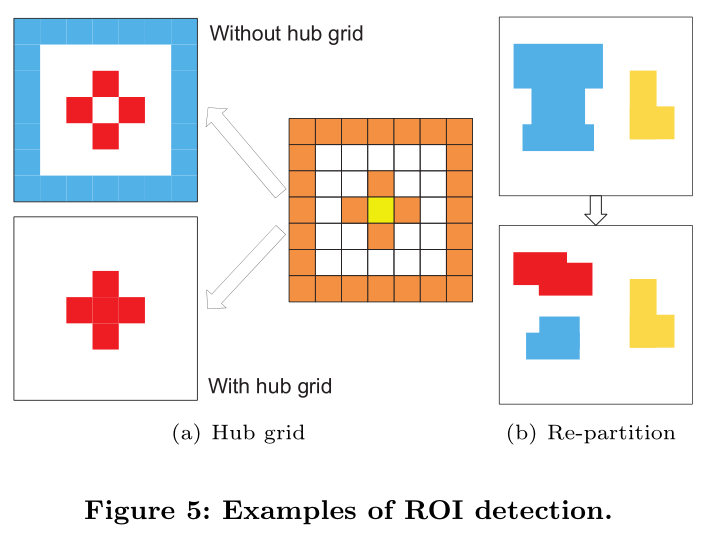 Without hub grid
With hub grid
(a) Hub grid
(b) Re-partition
Figure 5: Examples of ROI detection.